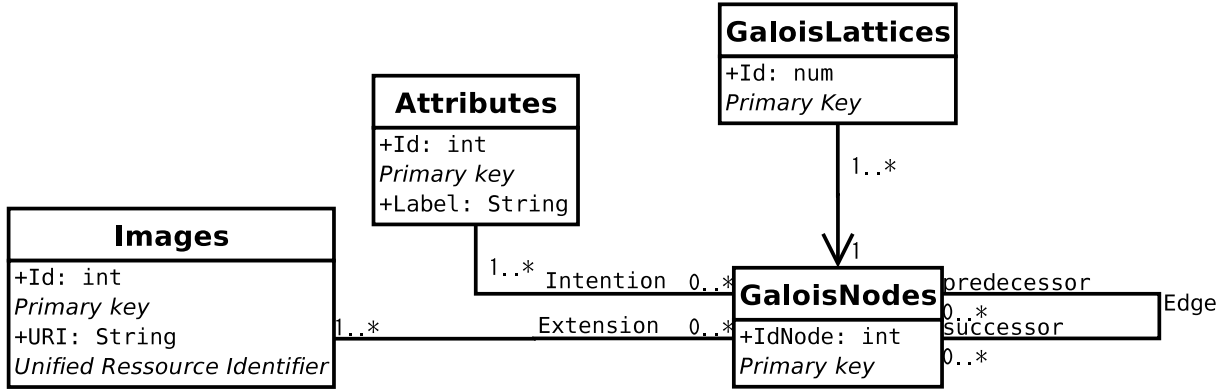 GaloisLattices
+Id: num
Primary Key
Attributes
+Id: int
Primary key
+Label: String
1..*
Images
+Id: int
Primary key
+URI: String
Unified Ressource Identifier
1..*
1
1..* Intention 0..*
1..* Extension 0..*
GaloisNodes
+IdNode: int
Primary key
predecessor
0..*
successor
0..*
Edge